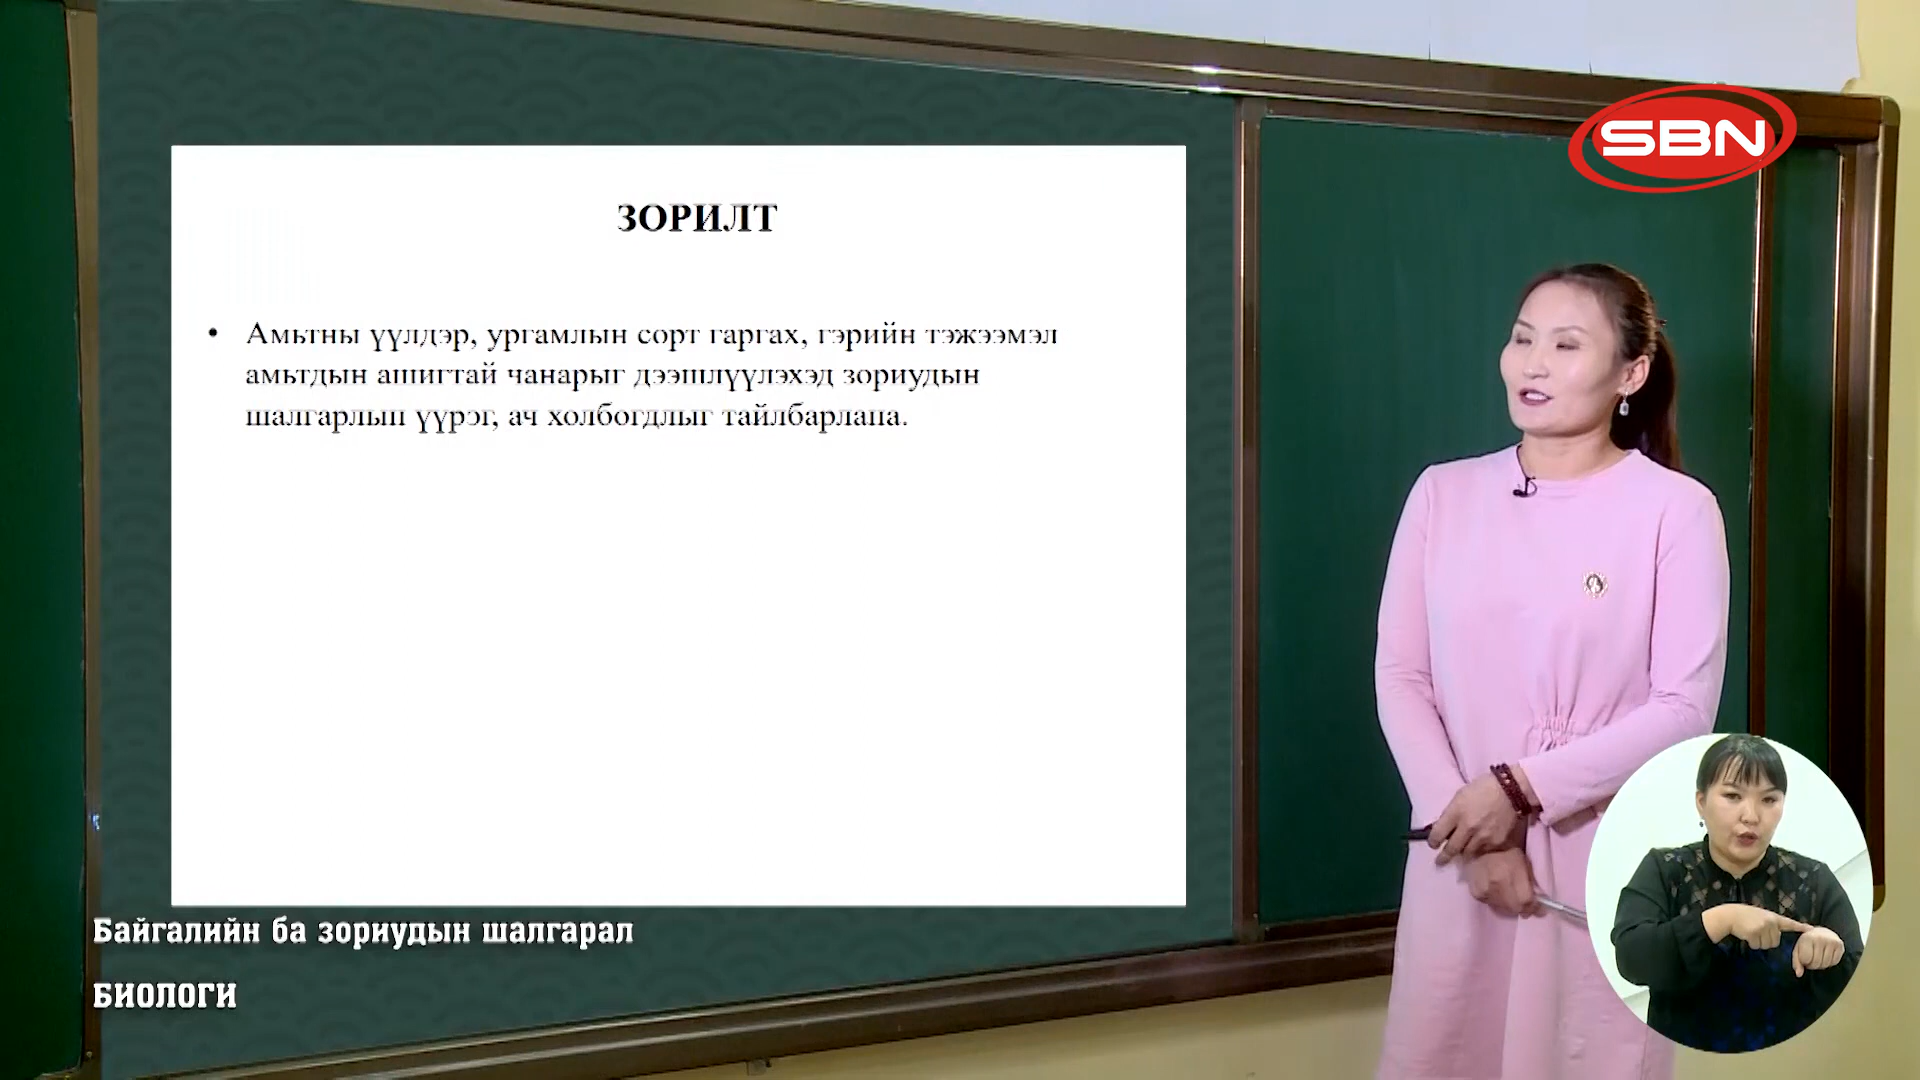 SBN
ЗОРИЛТ
• Амьтны үүлдэр, ургамлын сорт гаргах, гэрийн тэжээмэл
амьтдын ашигтай чанарыг дээшлүүлэхэд зориудын
шалгарлын үүрэг, ач холбогдлыг тайлбарлана.
Байгалийн ба зориудын шалгарал
БИОЛОГИ